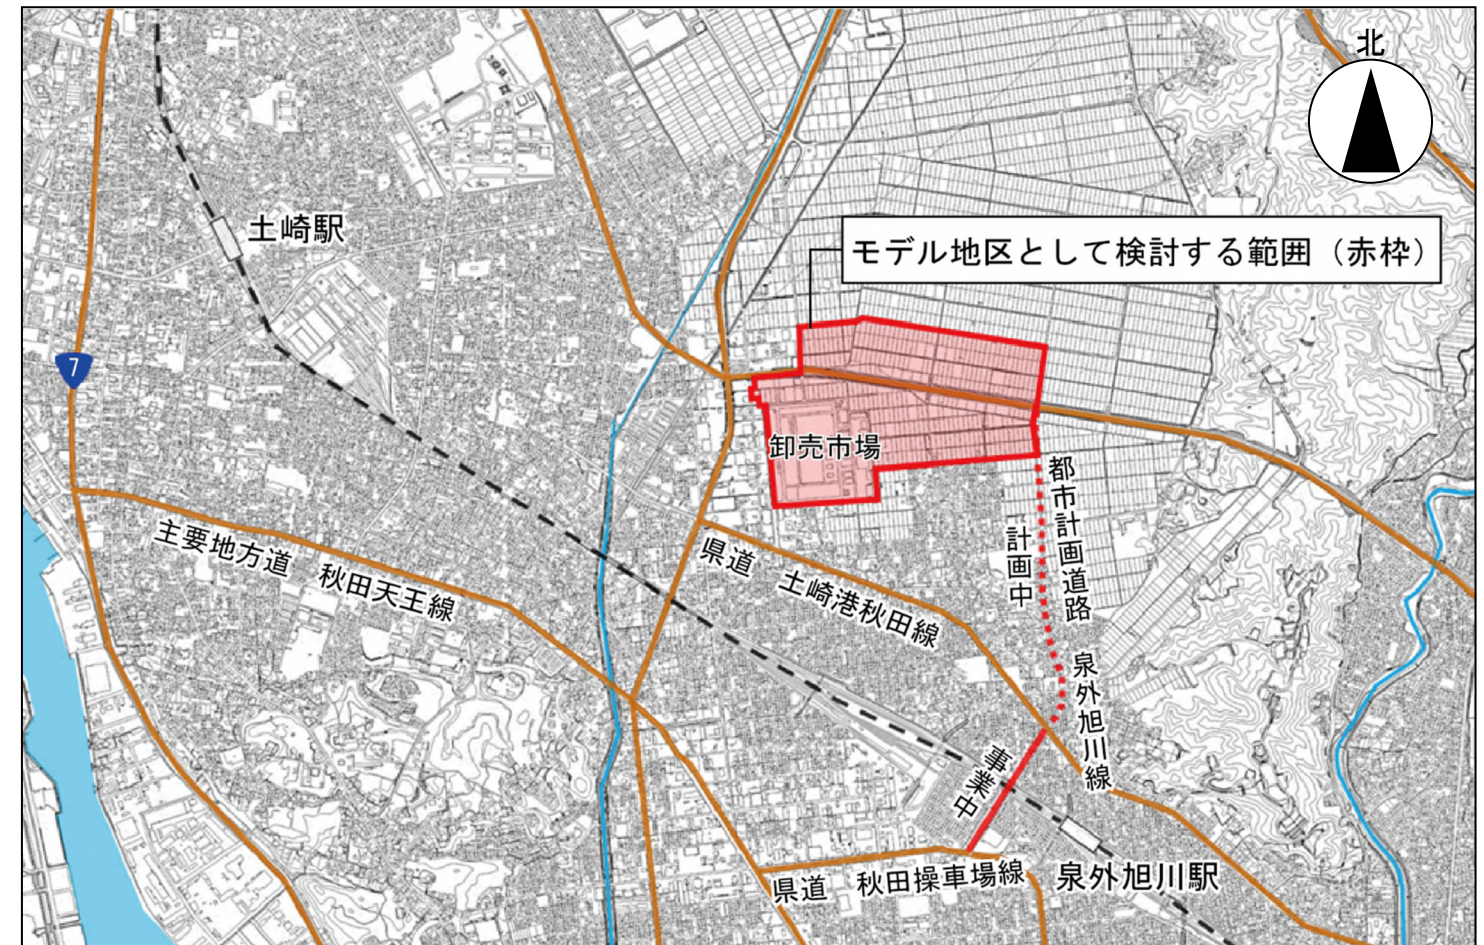 北
土崎駅
モデル地区として検討する範囲（赤枠）
7
卸売市場
都市計画道路　泉外旭川線
計画中
主要地方道　秋田天王線
県道　土崎港秋田線
事業中
県道　秋田操車場線
泉外旭川駅